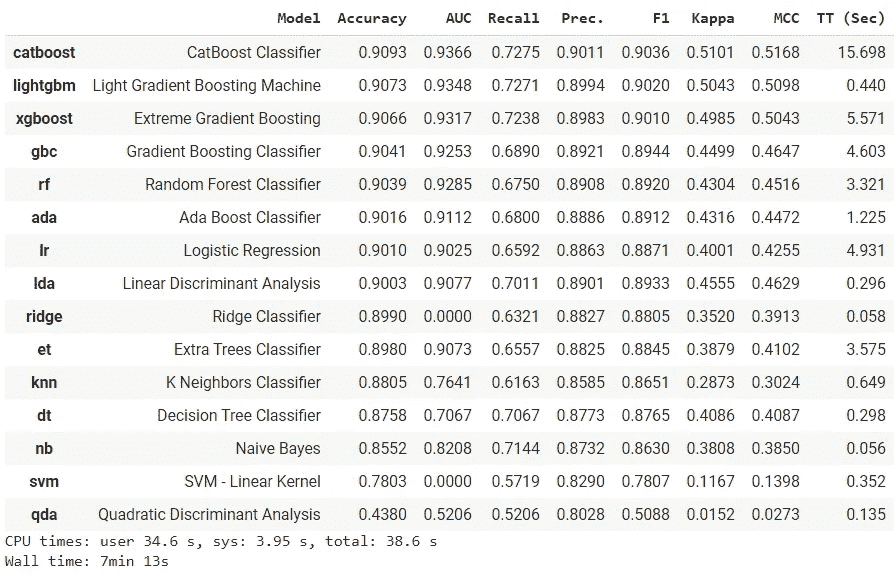 Model Accuracy AUC Recall Prec. F1 Kappa MCC TT (Sec)
catboost CatBoost Classifier 0.9093 0.9366 0.7275 0.9011 0.9036 0.5101 0.5168 15.698
lightgbm Light Gradient Boosting Machine 0.9073 0.9348 0.7271 0.8994 0.9020 0.5043 0.5098 0.440
xgboost Extreme Gradient Boosting 0.9066 0.9317 0.7238 0.8983 0.9010 0.4985 0.5043 5.571
gbc Gradient Boosting Classifier 0.9041 0.9253 0.6890 0.8921 0.8944 0.4499 0.4647 4.603
rf Random Forest Classifier 0.9039 0.9285 0.6750 0.8908 0.8920 0.4304 0.4516 3.321
ada Ada Boost Classifier 0.9016 0.9112 0.6800 0.8886 0.8912 0.4316 0.4472 1.225
lr Logistic Regression 0.9010 0.9025 0.6592 0.8863 0.8871 0.4001 0.4255 4.931
lda Linear Discriminant Analysis 0.9003 0.9077 0.7011 0.8901 0.8933 0.4555 0.4629 0.296
ridge Ridge Classifier 0.8990 0.0000 0.6321 0.8827 0.8805 0.3520 0.3913 0.058
et Extra Trees Classifier 0.8980 0.9073 0.6557 0.8825 0.8845 0.3879 0.4102 3.575
knn K Neighbors Classifier 0.8805 0.7641 0.6163 0.8585 0.8651 0.2873 0.3024 0.649
dt Decision Tree Classifier 0.8758 0.7067 0.7067 0.8773 0.8765 0.4086 0.4087 0.298
nb Naive Bayes 0.8552 0.8208 0.7144 0.8732 0.8630 0.3808 0.3850 0.056
svm SVM - Linear Kernel 0.7803 0.0000 0.5719 0.8290 0.7807 0.1167 0.1398 0.352
qda Quadratic Discriminant Analysis 0.4380 0.5206 0.5206 0.8028 0.5088 0.0152 0.0273 0.135
CPU times: user 34.6 s, sys: 3.95 s, total: 38.6 s
Wall time: 7min 13s